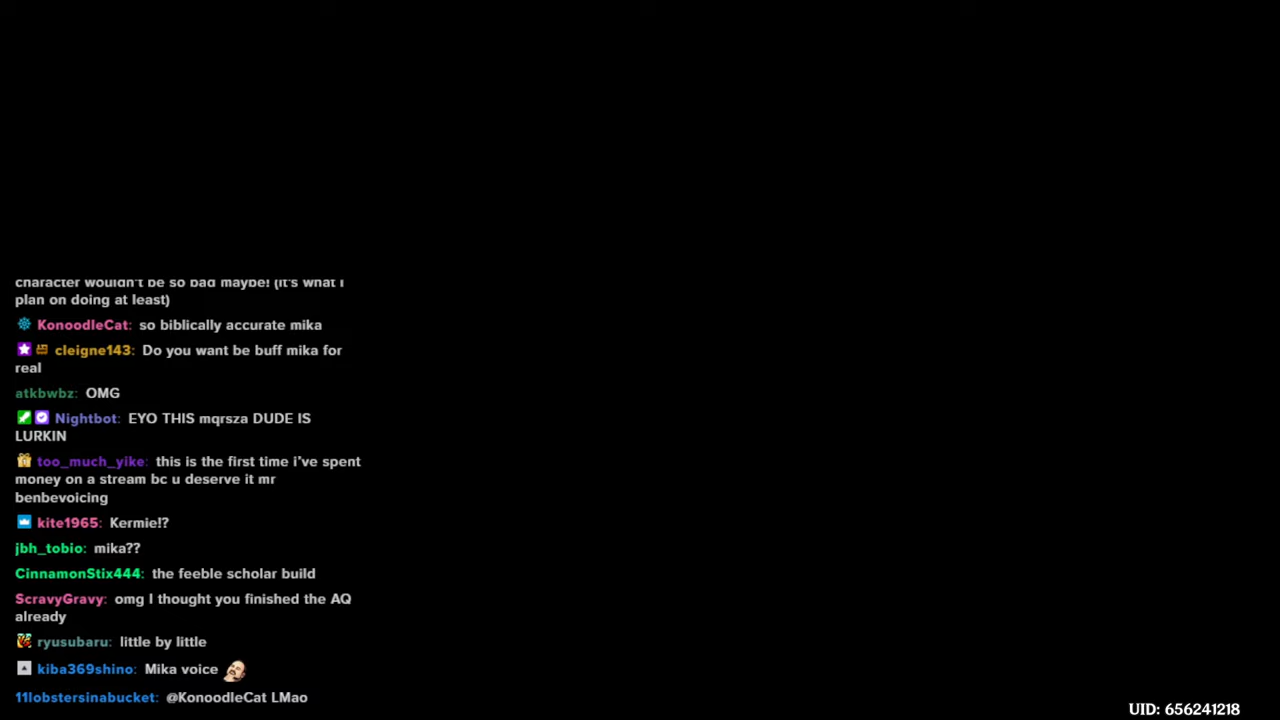 character wouldn't be so bad maybe! (it's what i
plan on doing at least)
KonoodleCat: so biblically accurate mika
cleigne143: Do you want be buff mika for
real
atkbwbz: OMG
Nightbot: EYO THIS mqrsza DUDE IS
LURKIN
too_much_yike: this is the first time i've spent
money on a stream bc u deserve it mr
benbevoicing
kite1965: Kermie!?
jbh_tobio: mika??
CinnamonStix444: the feeble scholar build
ScravyGravy: omg I thought you finished the AQ
already
ryusubaru: little by little
kiba369shino: Mika voice
11lobstersinabucket: @KonoodleCat LMao
UID: 656241218